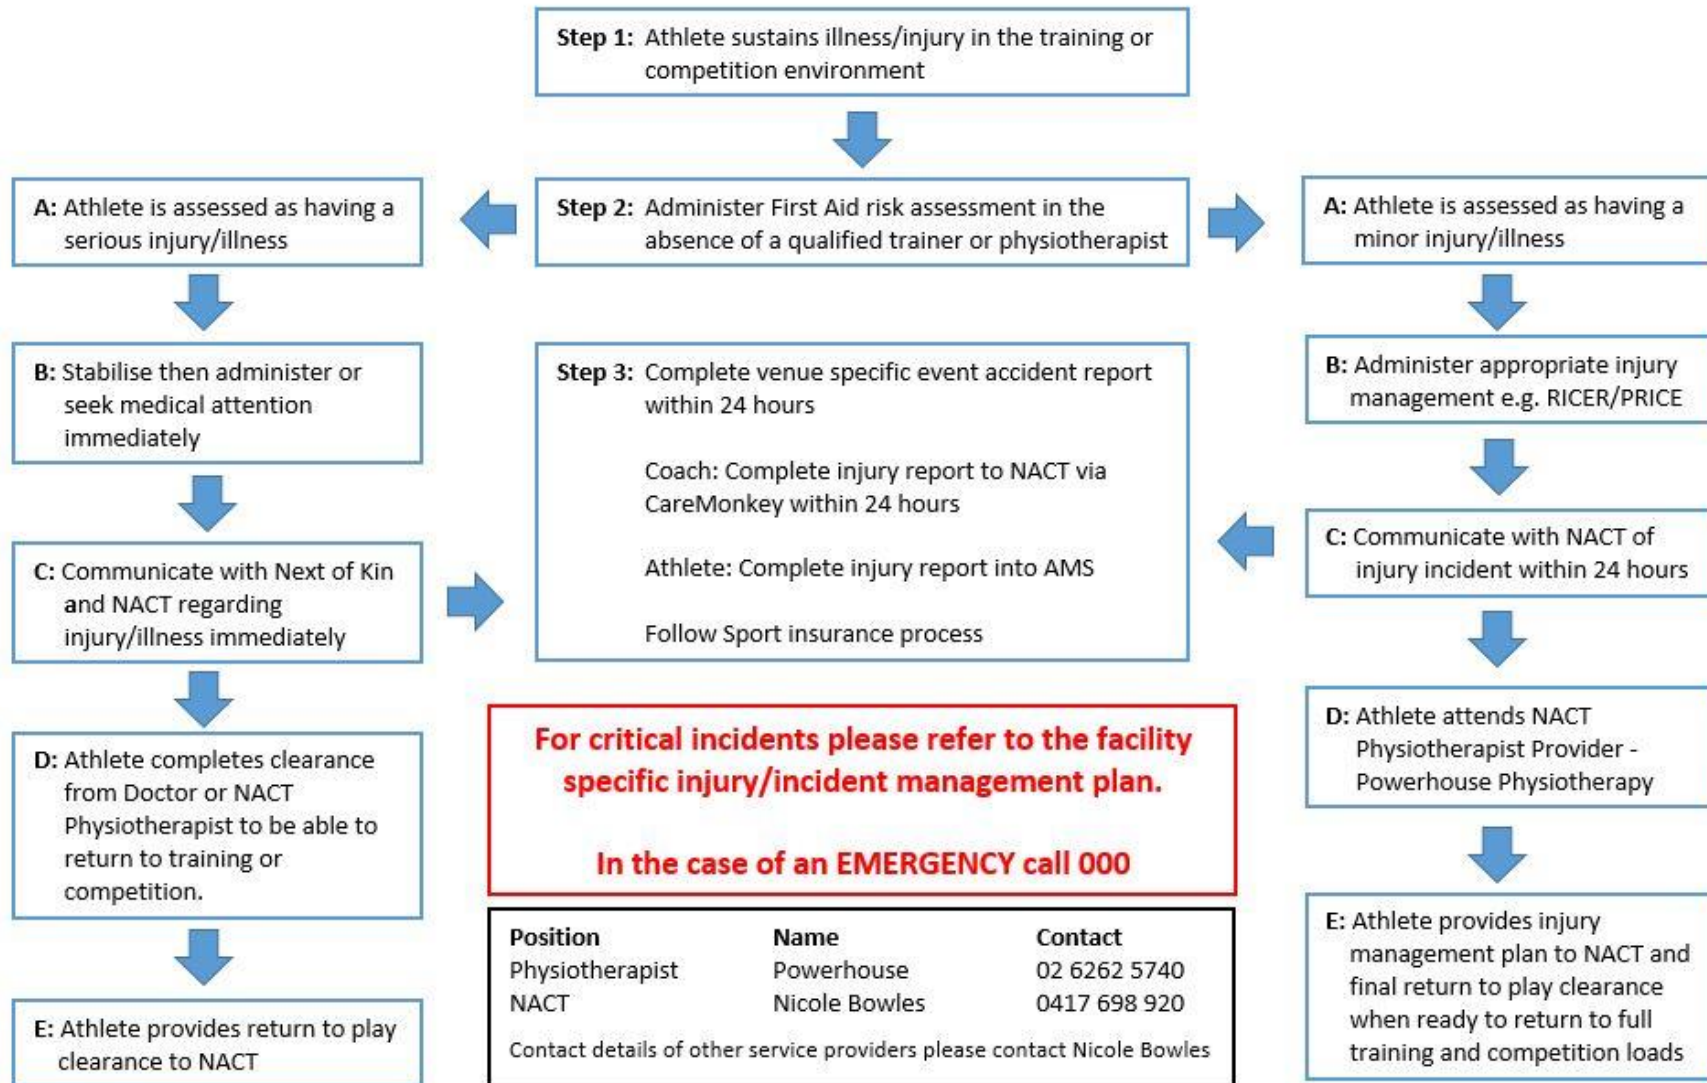 Step 1: Athlete sustains illness/injury in the training or
competition environment
A: Athlete is assessed as having a
serious injury/illness
Step 2: Administer First Aid risk assessment in the
absence of a qualified trainer or physiotherapist
A: Athlete is assessed as having a
minor injury/illness
B: Stabilise then administer or
seek medical attention
immediately
Step 3: Complete venue specific event accident report
within 24 hours
Coach: Complete injury report to NACT via
CareMonkey within 24 hours
Athlete: Complete injury report into AMS
Follow Sport insurance process
B: Administer appropriate injury
management e.g. RICER/PRICE
C: Communicate with Next of Kin
and NACT regarding
injury/illness immediately
C: Communicate with NACT of
injury incident within 24 hours
D: Athlete completes clearance
from Doctor or NACT
Physiotherapist to be able to
return to training or
competition.
For critical incidents please refer to the facility
specific injury/incident management plan.
In the case of an EMERGENCY call 000
D: Athlete attends NACT
Physiotherapist Provider -
Powerhouse Physiotherapy
E: Athlete provides return to play
clearance to NACT
Position Name Contact
Physiotherapist Powerhouse 02 6262 5740
NACT Nicole Bowles 0417 698 920
Contact details of other service providers please contact Nicole Bowles
E: Athlete provides injury
management plan to NACT and
final return to play clearance
when ready to return to full
training and competition loads